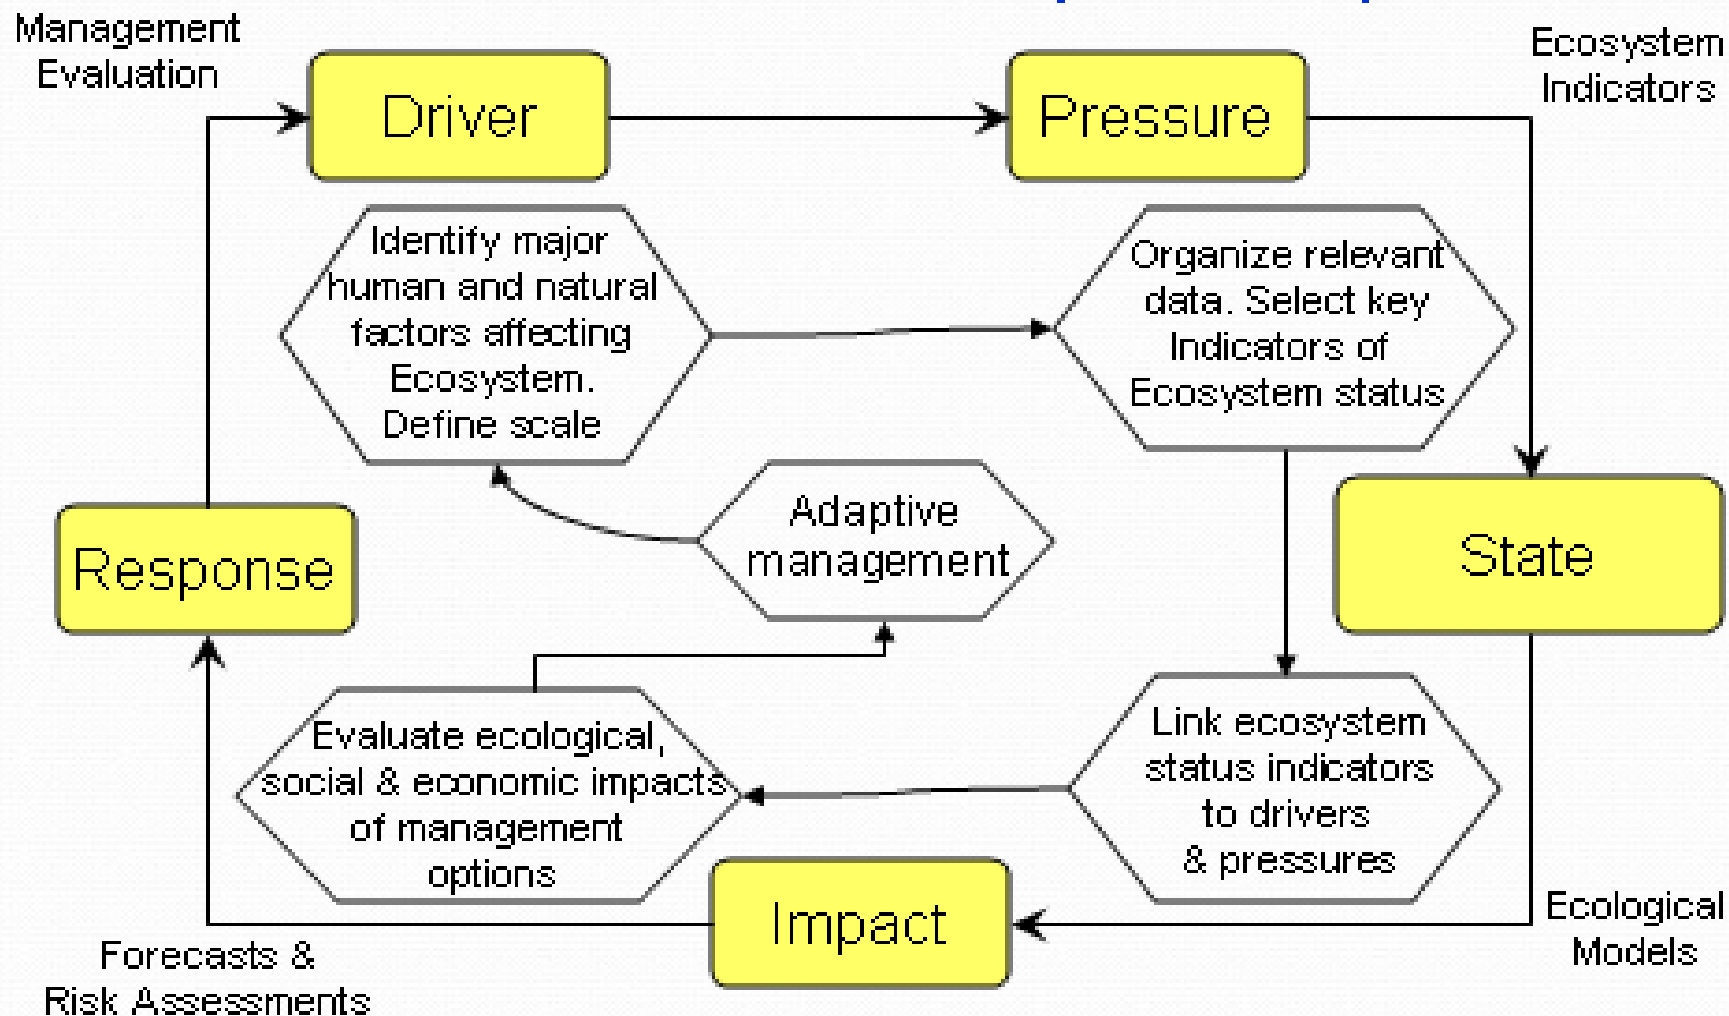 Management
Evaluation
Driver
Pressure
Ecosystem
Indicators
Identify major
human and natural
factors affecting
Ecosystem.
Define scale
Organize relevant
data. Select key
Indicators of
Ecosystem status
Adaptive
management
Response
State
Evaluate ecological,
social & economic impacts
of management
options
Link ecosystem
status indicators
to drivers
& pressures
Impact
Ecological
Models
Forecasts &
Risk Assessments